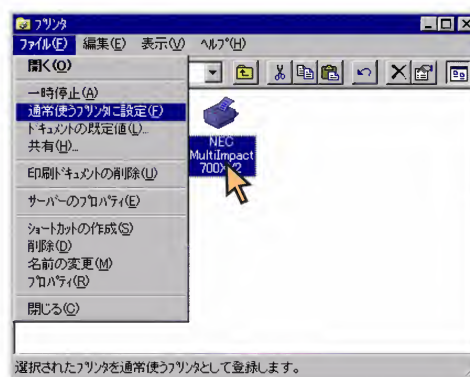 プリンタ
ファイル(F) 編集(E) 表示(V) ヘルプ(H)
開く(O)
一時停止(A)
通常使うプリンタに設定(F)
ドキュメントの既定値(L)...
共有(H)...
印刷ドキュメントの削除(U)
サーバーのプロパティ(E)
ショートカットの作成(S)
削除(D)
名前の変更(M)
プロパティ(R)
閉じる(C)
NEC
MultiImpact
選択されたプリンタを通常使うプリンタとして登録します。